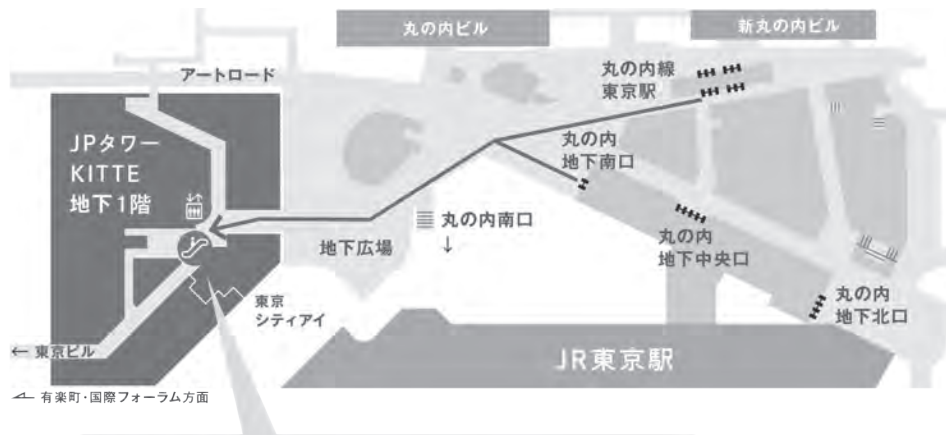 丸の内ビル
新丸の内ビル
アートロード
丸の内線
東京駅
JPタワー
KITTE
地下1階
丸の内
地下南口
丸の内南口
↓
地下広場
丸の内
地下中央口
東京
シティアイ
丸の内
地下北口
← 東京ビル
JR東京駅
有楽町・国際フォーラム方面